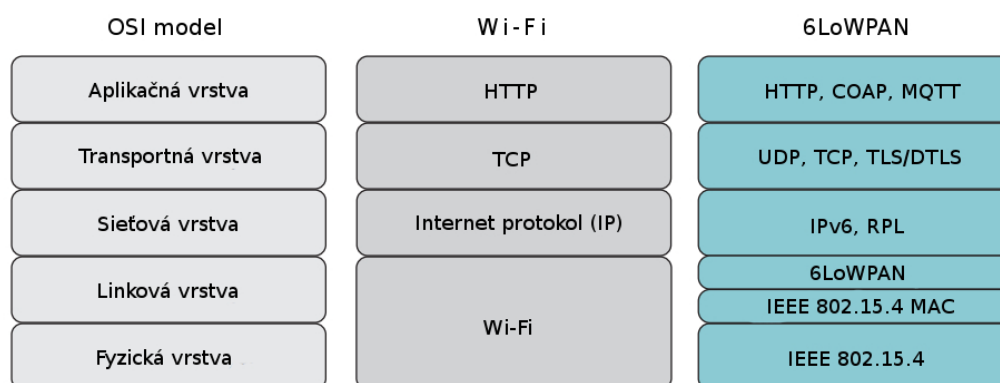 OSI model
Wi-Fi
6LoWPAN
Aplikačná vrstva
HTTP
HTTP, COAP, MQTT
Transportná vrstva
TCP
UDP, TCP, TLS/DTLS
Sieťová vrstva
Internet protokol (IP)
IPv6, RPL
Linková vrstva
Wi-Fi
6LoWPAN
IEEE 802.15.4 MAC
Fyzická vrstva
IEEE 802.15.4